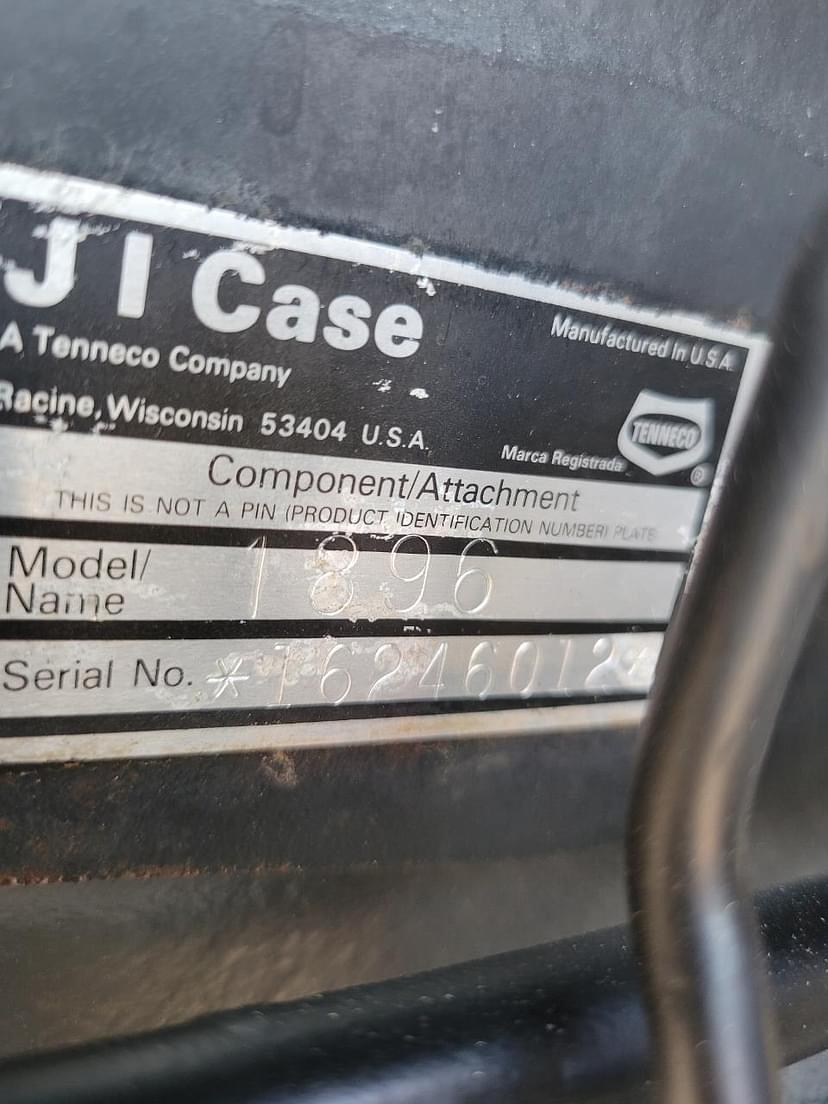 J I Case
A Tenneco Company
Racine, Wisconsin 53404 U.S.A.
Manufactured In U.S.A.
TENNECO
Marca Registrada ®
Component/Attachment
THIS IS NOT A PIN (PRODUCT IDENTIFICATION NUMBER) PLATE
Model/
Name 1896
Serial No. *16246012*